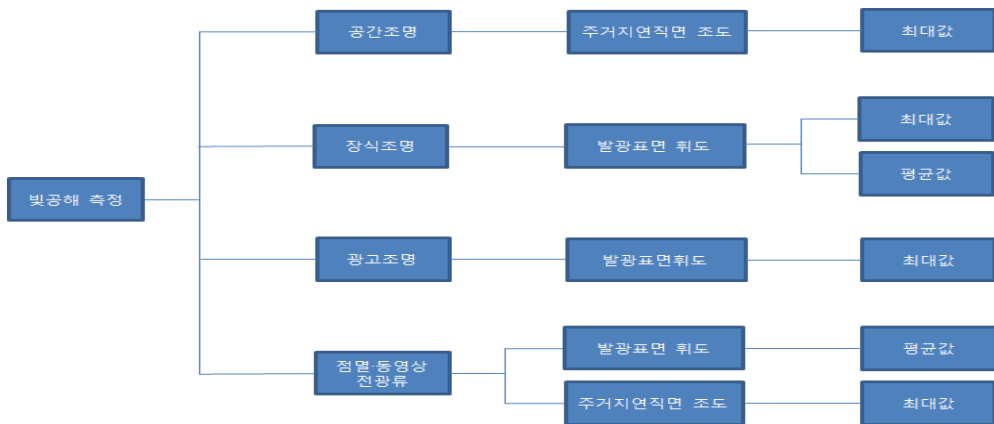 공간조명
주거지연직면 조도
최대값
장식조명
발광표면 휘도
최대값
평균값
빛공해 측정
광고조명
발광표면휘도
최대값
점멸·동영상
전광류
발광표면 휘도
평균값
주거지연직면 조도
최대값